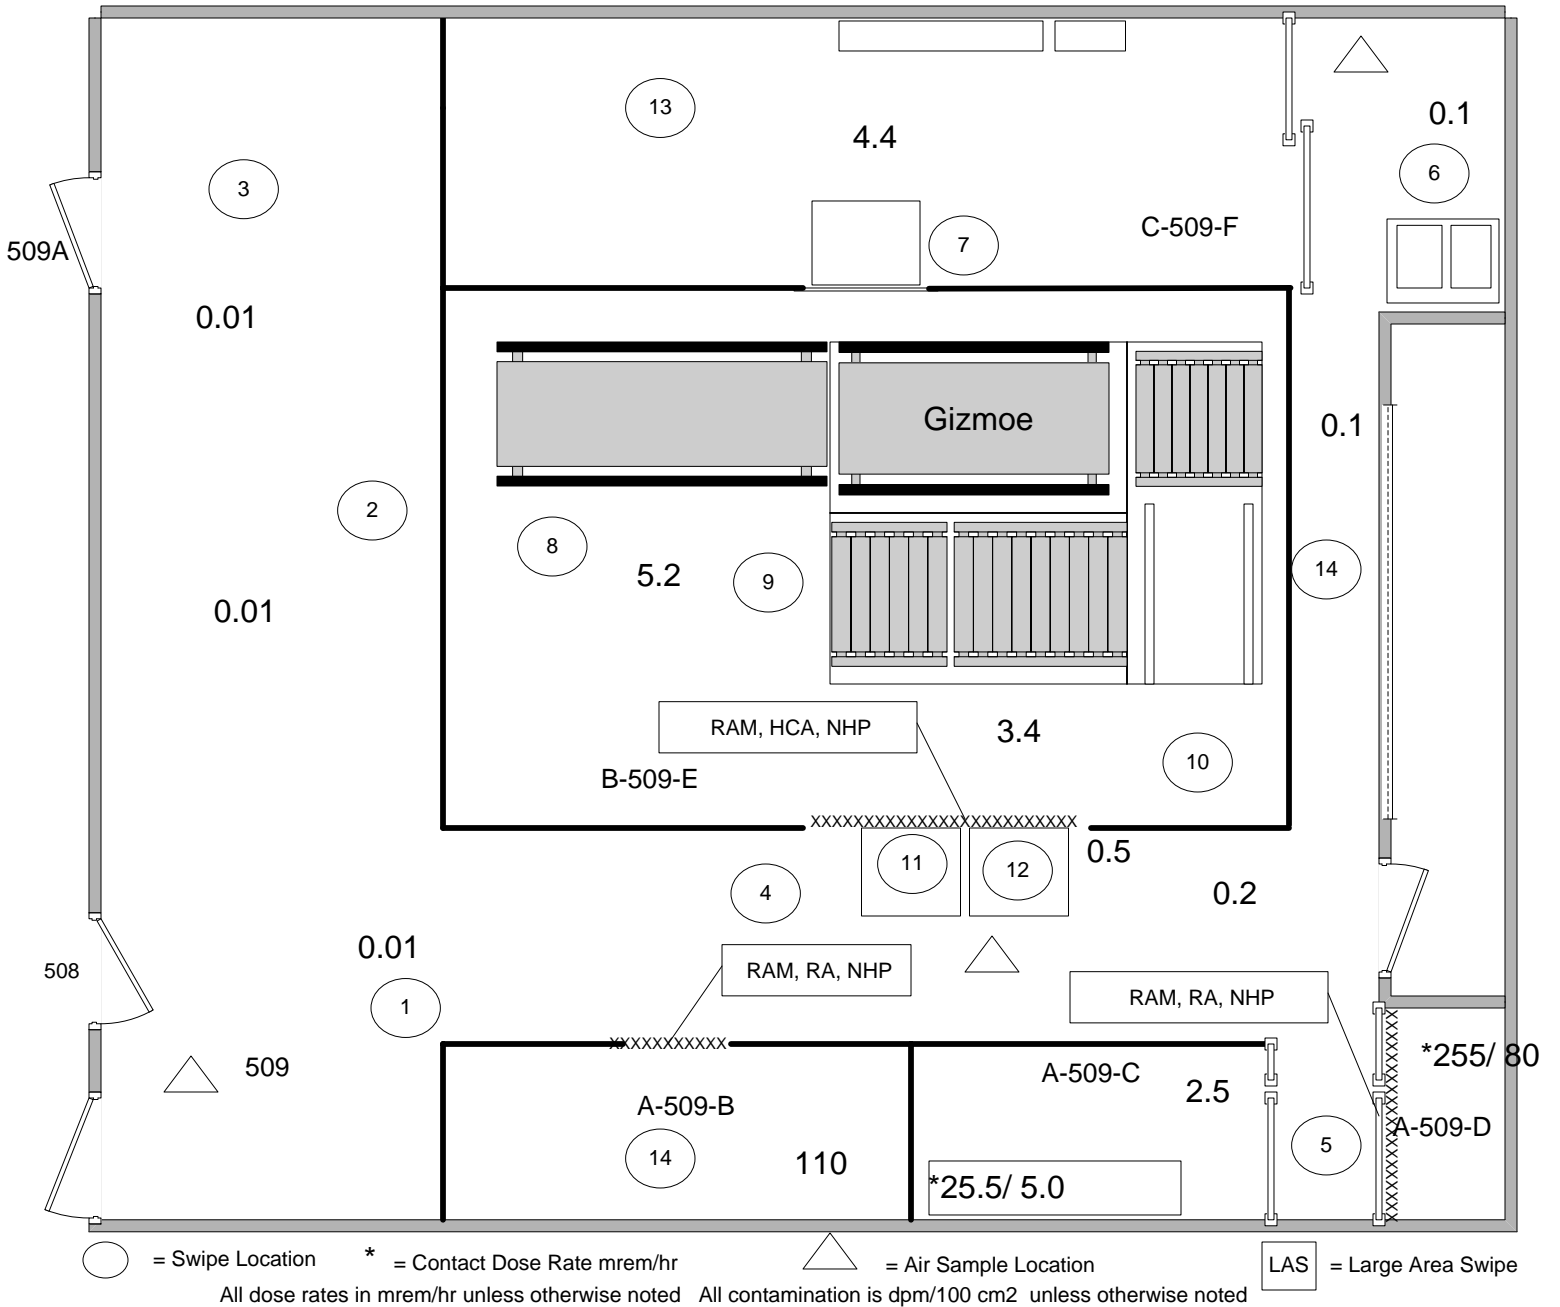 13
4.4
0.1
3
6
509A
C-509-F
7
0.01
Gizmoe
0.1
2
8
5.2
9
14
0.01
RAM, HCA, NHP
3.4
10
B-509-E
XXXXXXXXXXXXXXXXXXXXXXXXX
0.5
11
12
4
0.2
0.01
508
RAM, RA, NHP
RAM, RA, NHP
1
XXXXXXXXXXX
509
*255/ 80
A-509-C
2.5
A-509-B
A-509-D
5
14
110
*25.5/ 5.0
= Swipe Location
* = Contact Dose Rate mrem/hr
= Air Sample Location
LAS = Large Area Swipe
All dose rates in mrem/hr unless otherwise noted All contamination is dpm/100 cm2 unless otherwise noted